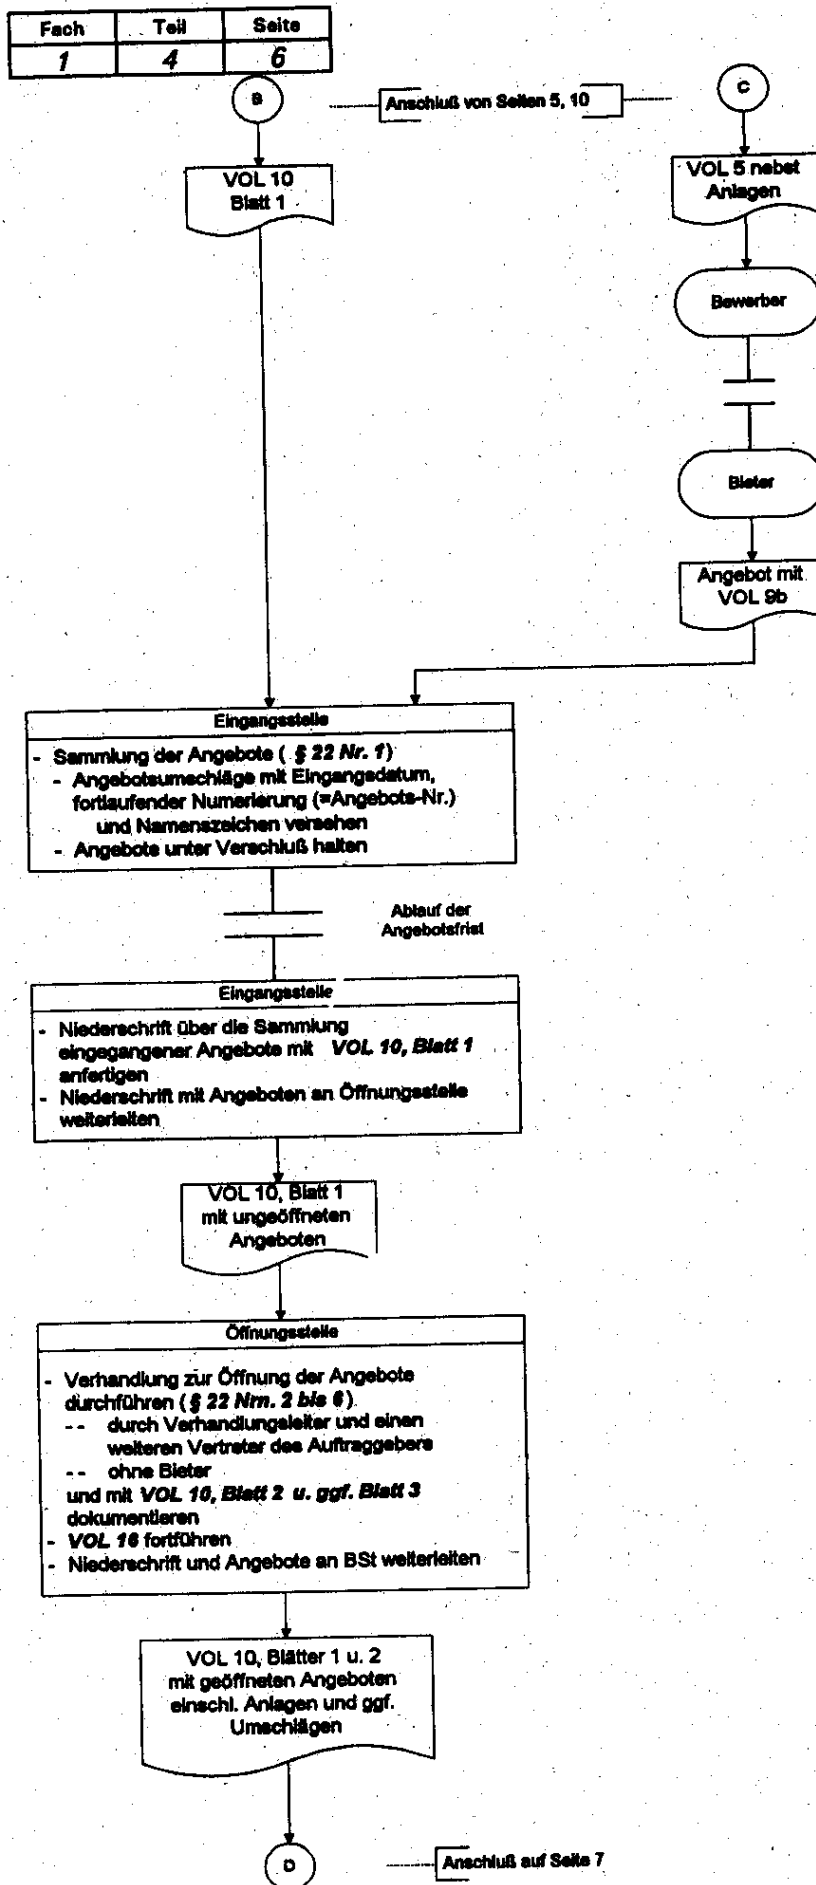 Fach Teil Seite
1 4 6
B
Anschluß von Seiten 5, 10
C
VOL 10
Blatt 1
VOL 5 nebst
Anlagen
Bewerber
Bieter
Angebot mit
VOL 9b
Eingangsstelle
- Sammlung der Angebote ( § 22 Nr. 1)
- Angebotsumschläge mit Eingangsdatum,
fortlaufender Numerierung (=Angebots-Nr.)
und Namenszeichen versehen
- Angebote unter Verschluß halten
Ablauf der
Angebotsfrist
Eingangsstelle
- Niederschrift über die Sammlung
eingegangener Angebote mit VOL 10, Blatt 1
anfertigen
- Niederschrift mit Angeboten an Öffnungsstelle
weiterleiten
VOL 10, Blatt 1
mit ungeöffneten
Angeboten
Öffnungsstelle
- Verhandlung zur Öffnung der Angebote
durchführen ( § 22 Nrn. 2 bis 6)
-- durch Verhandlungsleiter und einen
weiteren Vertreter des Auftraggebers
-- ohne Bieter
und mit VOL 10, Blatt 2 u. ggf. Blatt 3
dokumentieren
- VOL 16 fortführen
- Niederschrift und Angebote an BSt weiterleiten
VOL 10, Blätter 1 u. 2
mit geöffneten Angeboten
einschl. Anlagen und ggf.
Umschlägen
D
Anschluß auf Seite 7